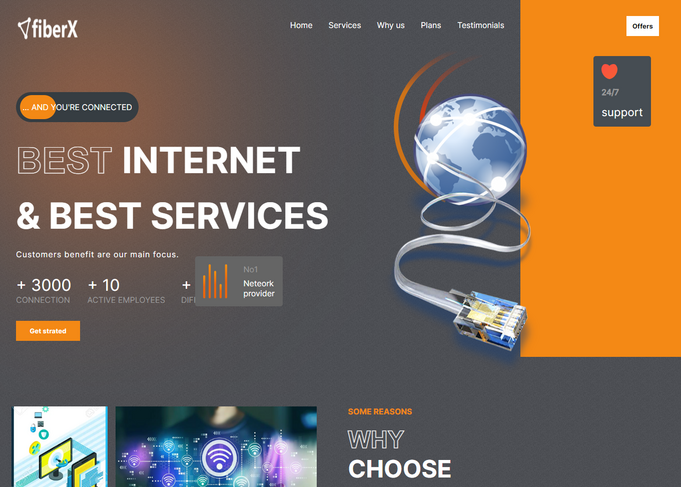 fiberX
Home Services Why us Plans Testimonials
Offers
24/7
support
... AND YOU'RE CONNECTED
BEST INTERNET
& BEST SERVICES
Customers benefit are our main focus.
+ 3000 + 10 +
CONNECTION ACTIVE EMPLOYEES
No1
Neteork
provider
Get strated
SOME REASONS
WHY
CHOOSE